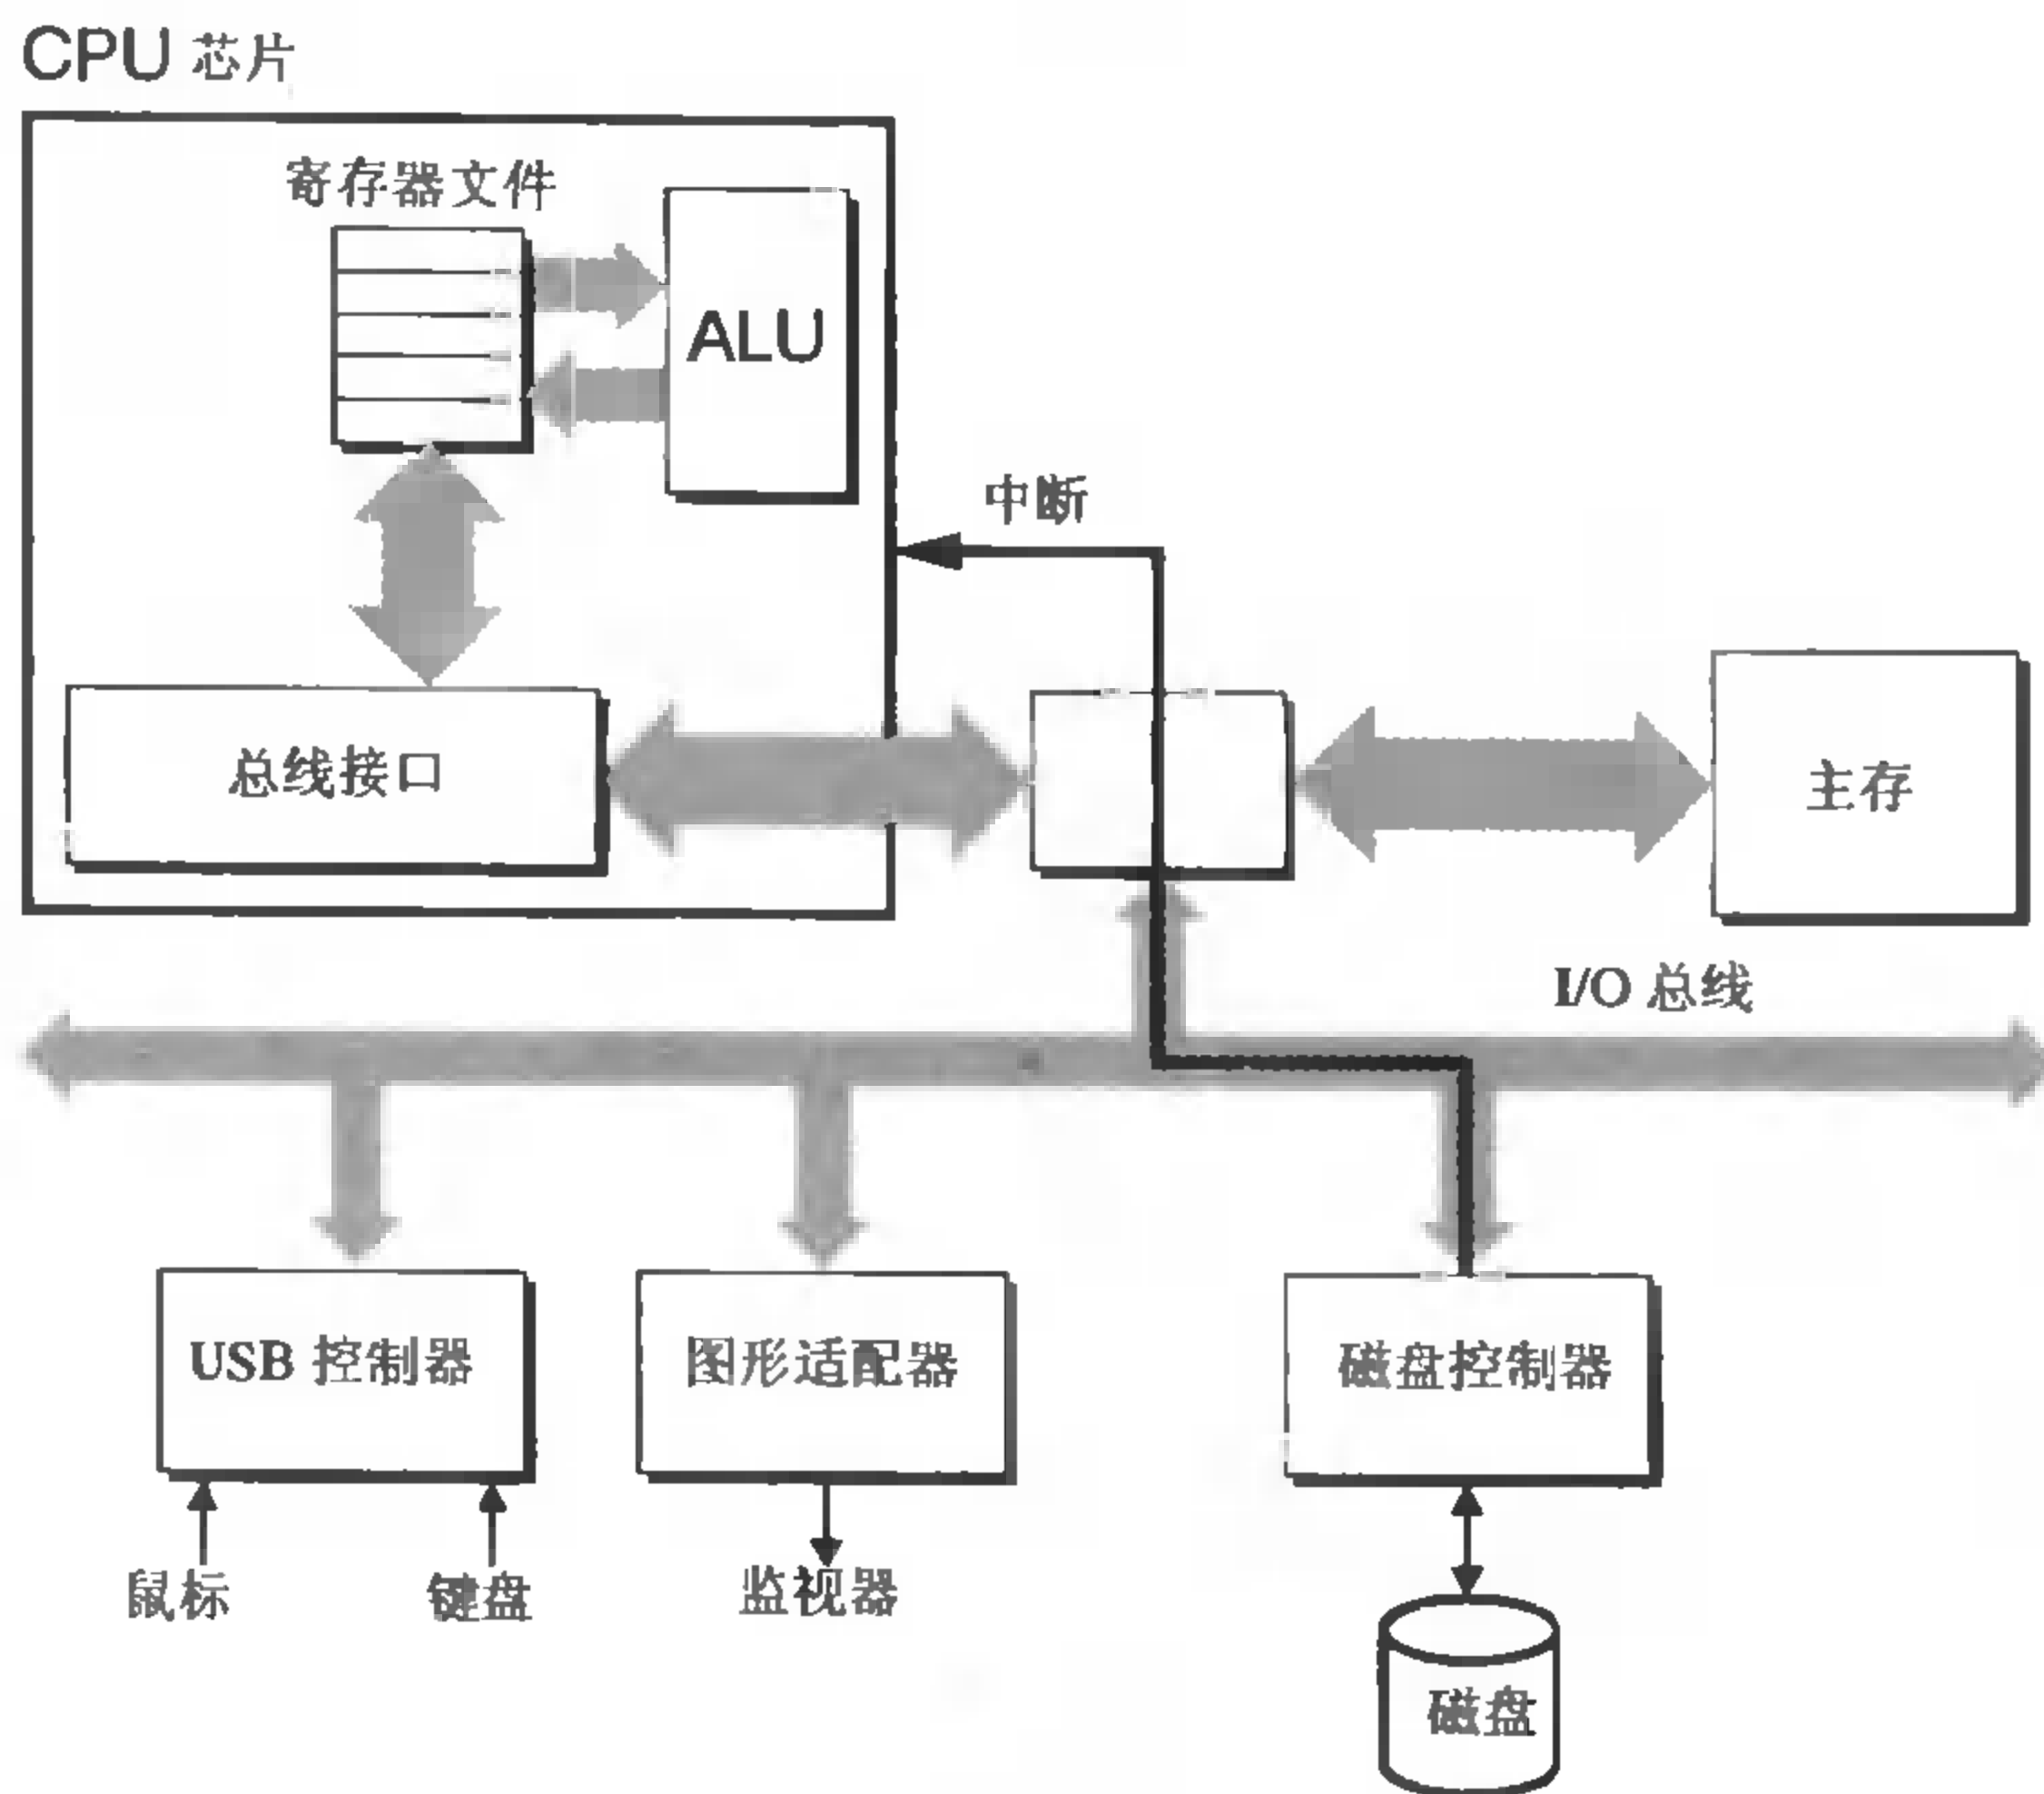 CPU 芯片
寄存器文件
ALU
中断
总线接口
主存
I/O 总线
USB 控制器
图形适配器
磁盘控制器
鼠标
键盘
监视器
磁盘